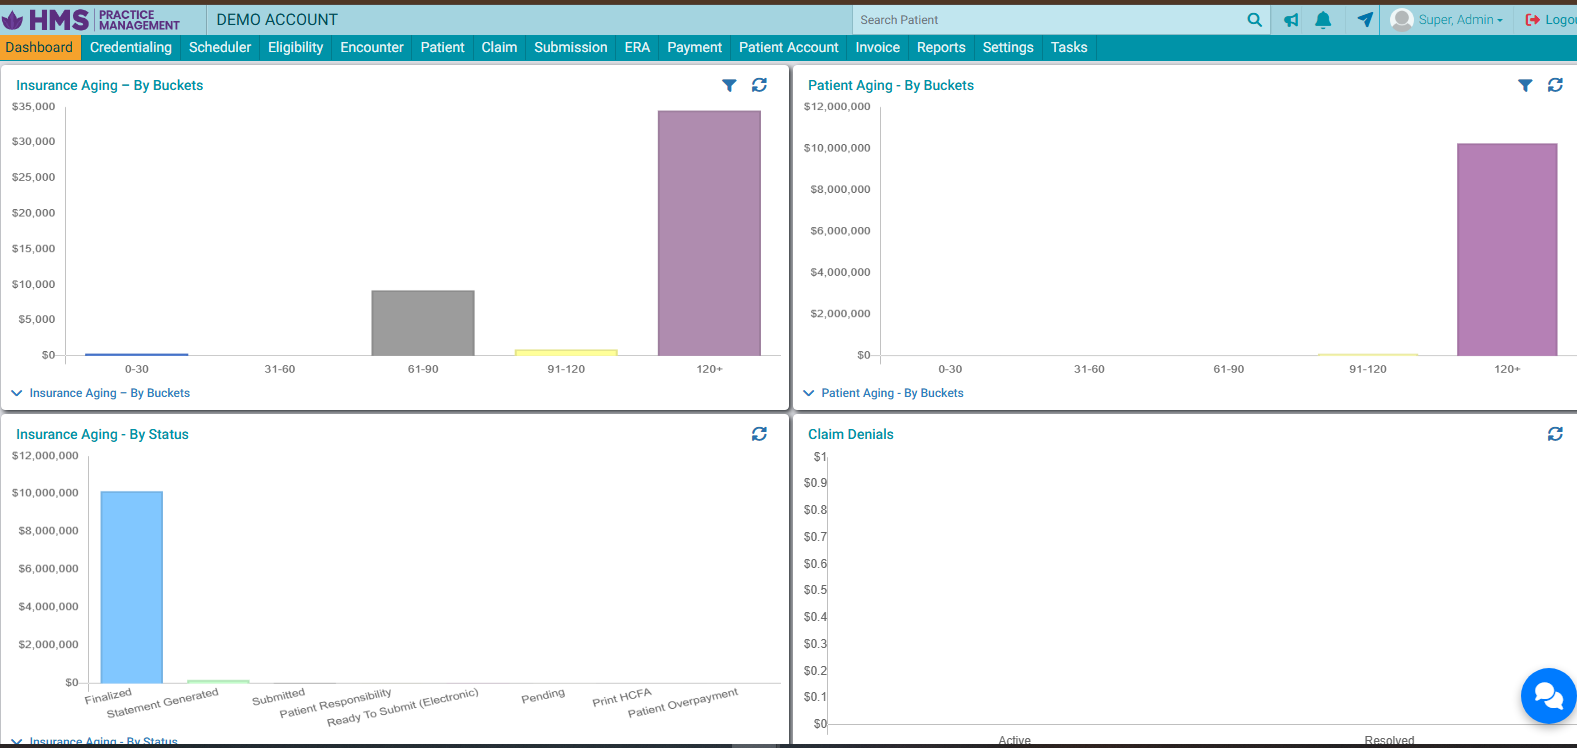 HMS PRACTICE MANAGEMENT
DEMO ACCOUNT
Search Patient
Super, Admin
Logou
Dashboard Credentialing Scheduler Eligibility Encounter Patient Claim Submission ERA Payment Patient Account Invoice Reports Settings Tasks
Insurance Aging – By Buckets
$35,000
$30,000
$25,000
$20,000
$15,000
$10,000
$5,000
$0
0-30 31-60 61-90 91-120 120+
Insurance Aging – By Buckets
Patient Aging - By Buckets
$12,000,000
$10,000,000
$8,000,000
$6,000,000
$4,000,000
$2,000,000
$0
0-30 31-60 61-90 91-120 120+
Patient Aging - By Buckets
Insurance Aging - By Status
$12,000,000
$10,000,000
$8,000,000
$6,000,000
$4,000,000
$2,000,000
$0
Finalized
Statement Generated
Submitted
Patient Responsibility
Ready To Submit (Electronic)
Pending
Print HCFA
Patient Overpayment
Insurance Aging - By Status
Claim Denials
$1
$0.9
$0.8
$0.7
$0.6
$0.5
$0.4
$0.3
$0.2
$0.1
$0
Active Resolved